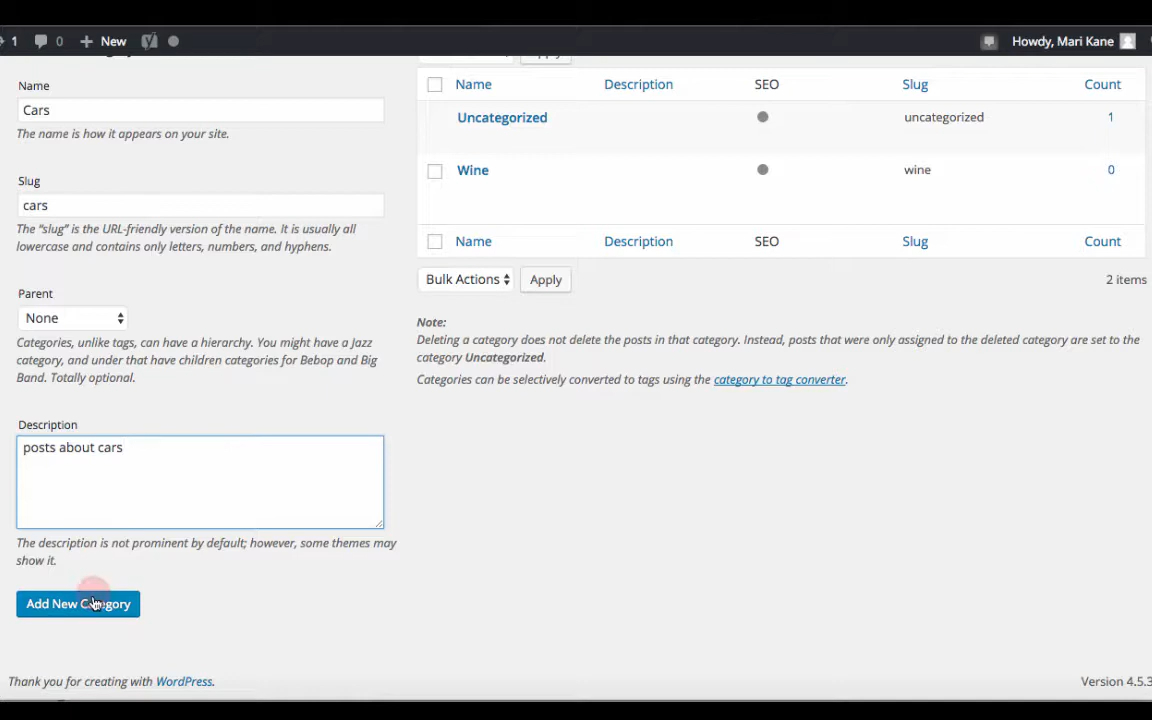 1 0 New Howdy, Mari Kane
Name
Cars
The name is how it appears on your site.
Slug
cars
The “slug” is the URL-friendly version of the name. It is usually all
lowercase and contains only letters, numbers, and hyphens.
Parent
None
Categories, unlike tags, can have a hierarchy. You might have a Jazz
category, and under that have children categories for Bebop and Big
Band. Totally optional.
Description
posts about cars
The description is not prominent by default; however, some themes may
show it.
Add New Category
Name Description SEO Slug Count
Uncategorized uncategorized 1
Wine wine 0
Name Description SEO Slug Count
Bulk Actions Apply 2 items
Note:
Deleting a category does not delete the posts in that category. Instead, posts that were only assigned to the deleted category are set to the
category Uncategorized.
Categories can be selectively converted to tags using the category to tag converter.
Thank you for creating with WordPress. Version 4.5.3